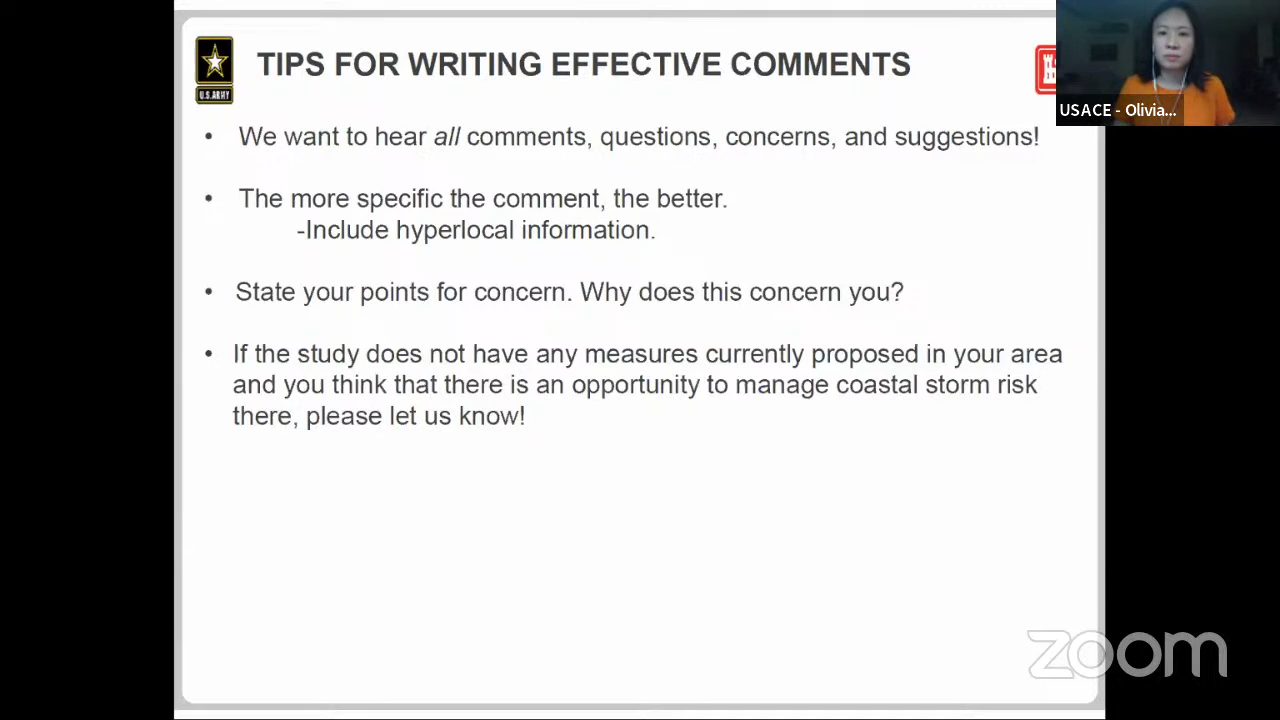 TIPS FOR WRITING EFFECTIVE COMMENTS
U.S.ARMY
USACE - Olivia...
• We want to hear all comments, questions, concerns, and suggestions!
• The more specific the comment, the better.
-Include hyperlocal information.
• State your points for concern. Why does this concern you?
• If the study does not have any measures currently proposed in your area
and you think that there is an opportunity to manage coastal storm risk
there, please let us know!
zoom